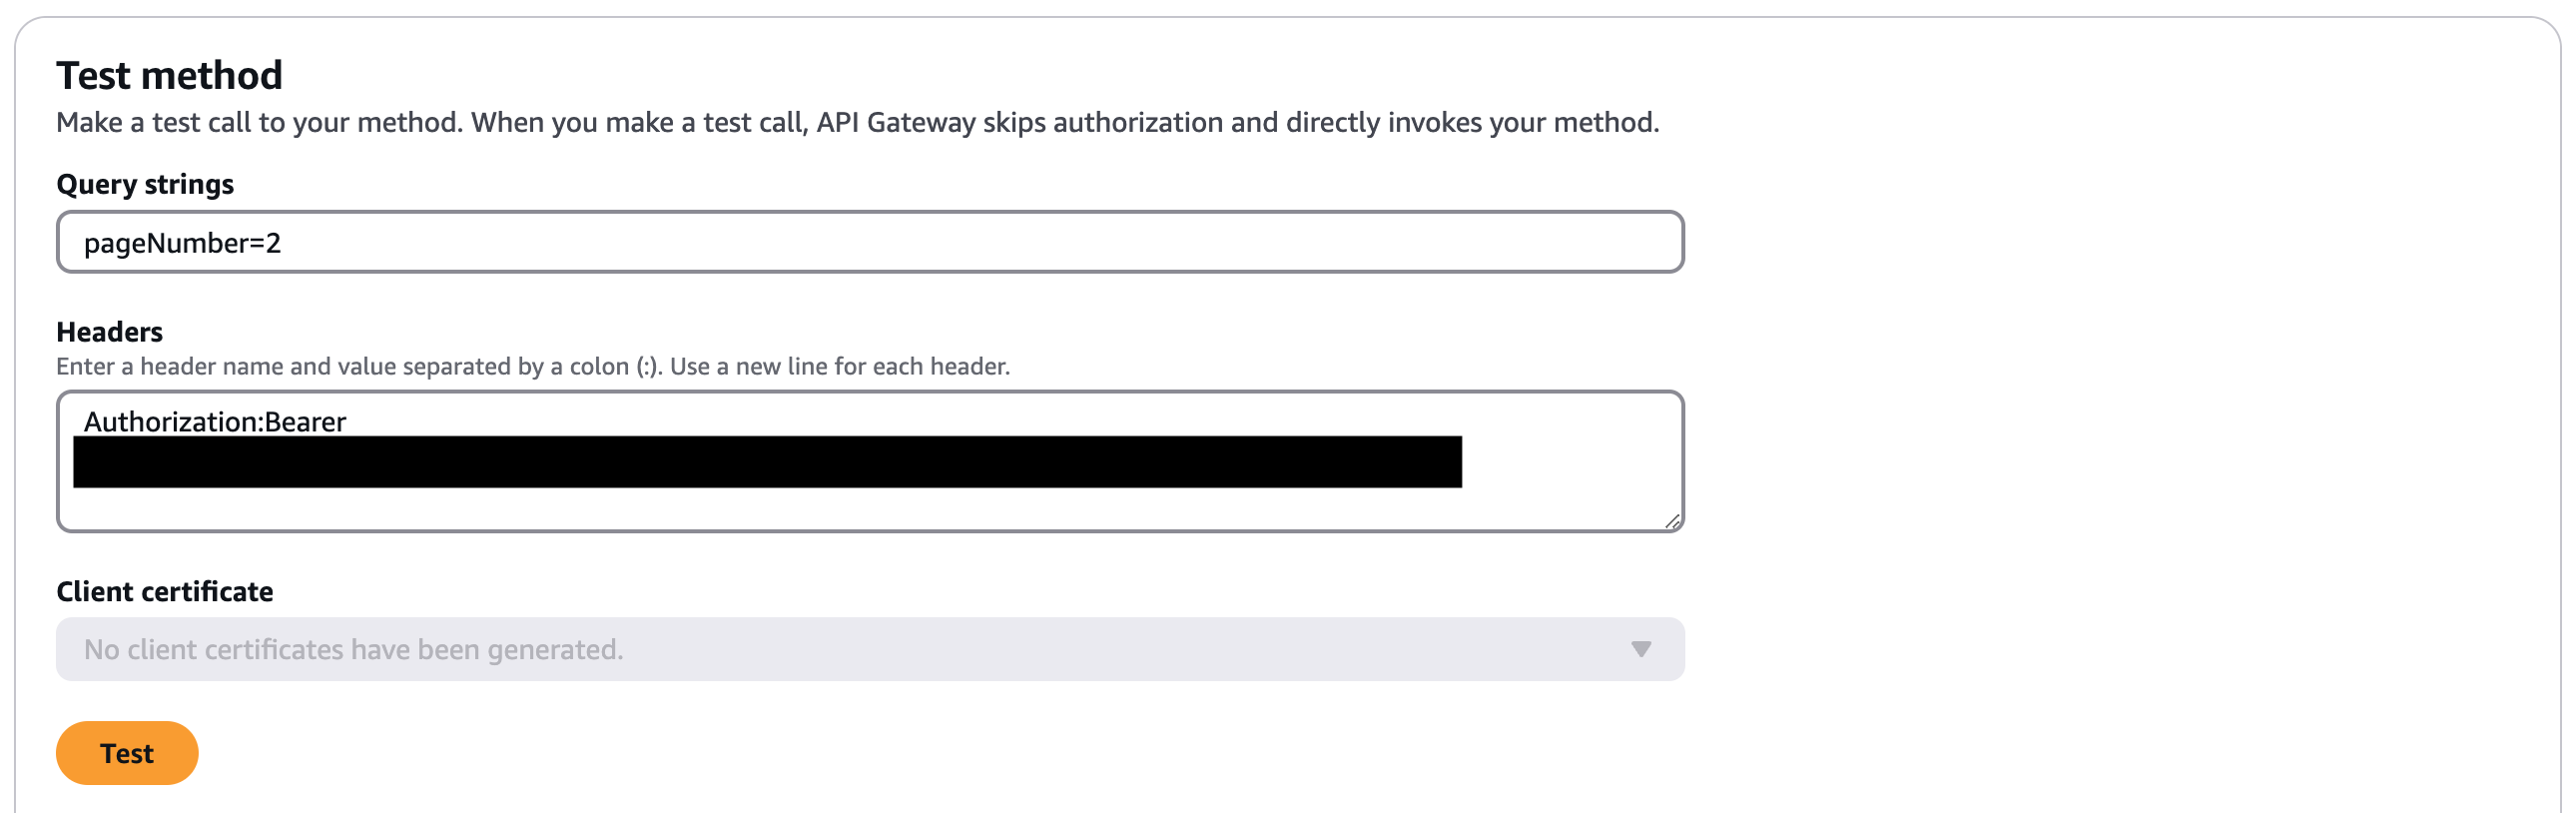 Test method
Make a test call to your method. When you make a test call, API Gateway skips authorization and directly invokes your method.
Query strings
pageNumber=2
Headers
Enter a header name and value separated by a colon (:). Use a new line for each header.
Authorization:Bearer
Client certificate
No client certificates have been generated.
Test